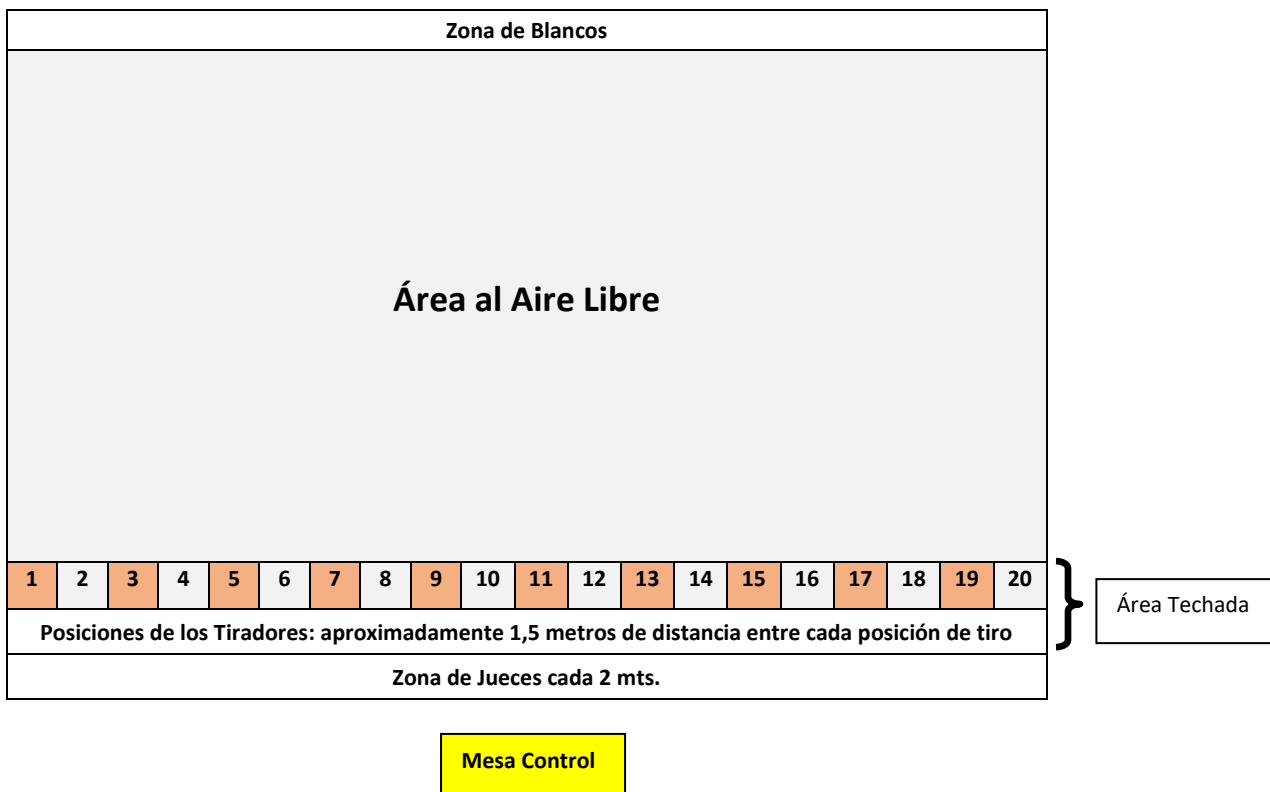 Zona de Blancos
Área al Aire Libre
1 2 3 4 5 6 7 8 9 10 11 12 13 14 15 16 17 18 19 20
Área Techada
Posiciones de los Tiradores: aproximadamente 1,5 metros de distancia entre cada posición de tiro
Zona de Jueces cada 2 mts.
Mesa Control